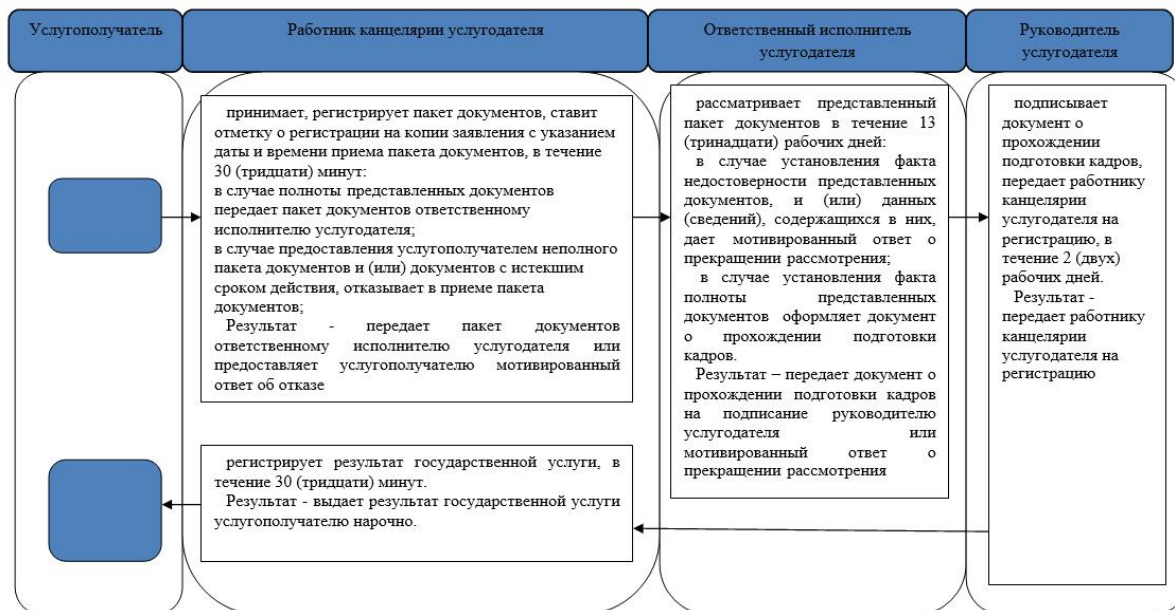 Услугополучатель
Работник канцелярии услугодателя
Ответственный исполнитель
услугодателя
Руководитель
услугодателя
принимает, регистрирует пакет документов, ставит
отметку о регистрации на копии заявления с указанием
даты и времени приема пакета документов, в течение
30 (тридцати) минут:
в случае полноты представленных документов
передает пакет документов ответственному
исполнителю услугодателя;
в случае предоставления услугополучателем неполного
пакета документов и (или) документов с истекшим
сроком действия, отказывает в приеме пакета
документов;
Результат - передает пакет документов
ответственному исполнителю услугодателя или
предоставляет услугополучателю мотивированный
ответ об отказе
рассматривает представленный
пакет документов в течение 13
(тринадцати) рабочих дней:
в случае установления факта
недостоверности представленных
документов, и (или) данных
(сведений), содержащихся в них,
дает мотивированный ответ о
прекращении рассмотрения;
в случае установления факта
полноты представленных
документов оформляет документ
о прохождении подготовки
кадров.
Результат – передает документ о
прохождении подготовки кадров
на подписание руководителю
услугодателя или
мотивированный ответ о
прекращении рассмотрения
подписывает
документ о
прохождении
подготовки кадров,
передает работнику
канцелярии
услугодателя на
регистрацию, в
течение 2 (двух)
рабочих дней.
Результат -
передает работнику
канцелярии
услугодателя на
регистрацию
регистрирует результат государственной услуги, в
течение 30 (тридцати) минут.
Результат - выдает результат государственной услуги
услугополучателю нарочно.